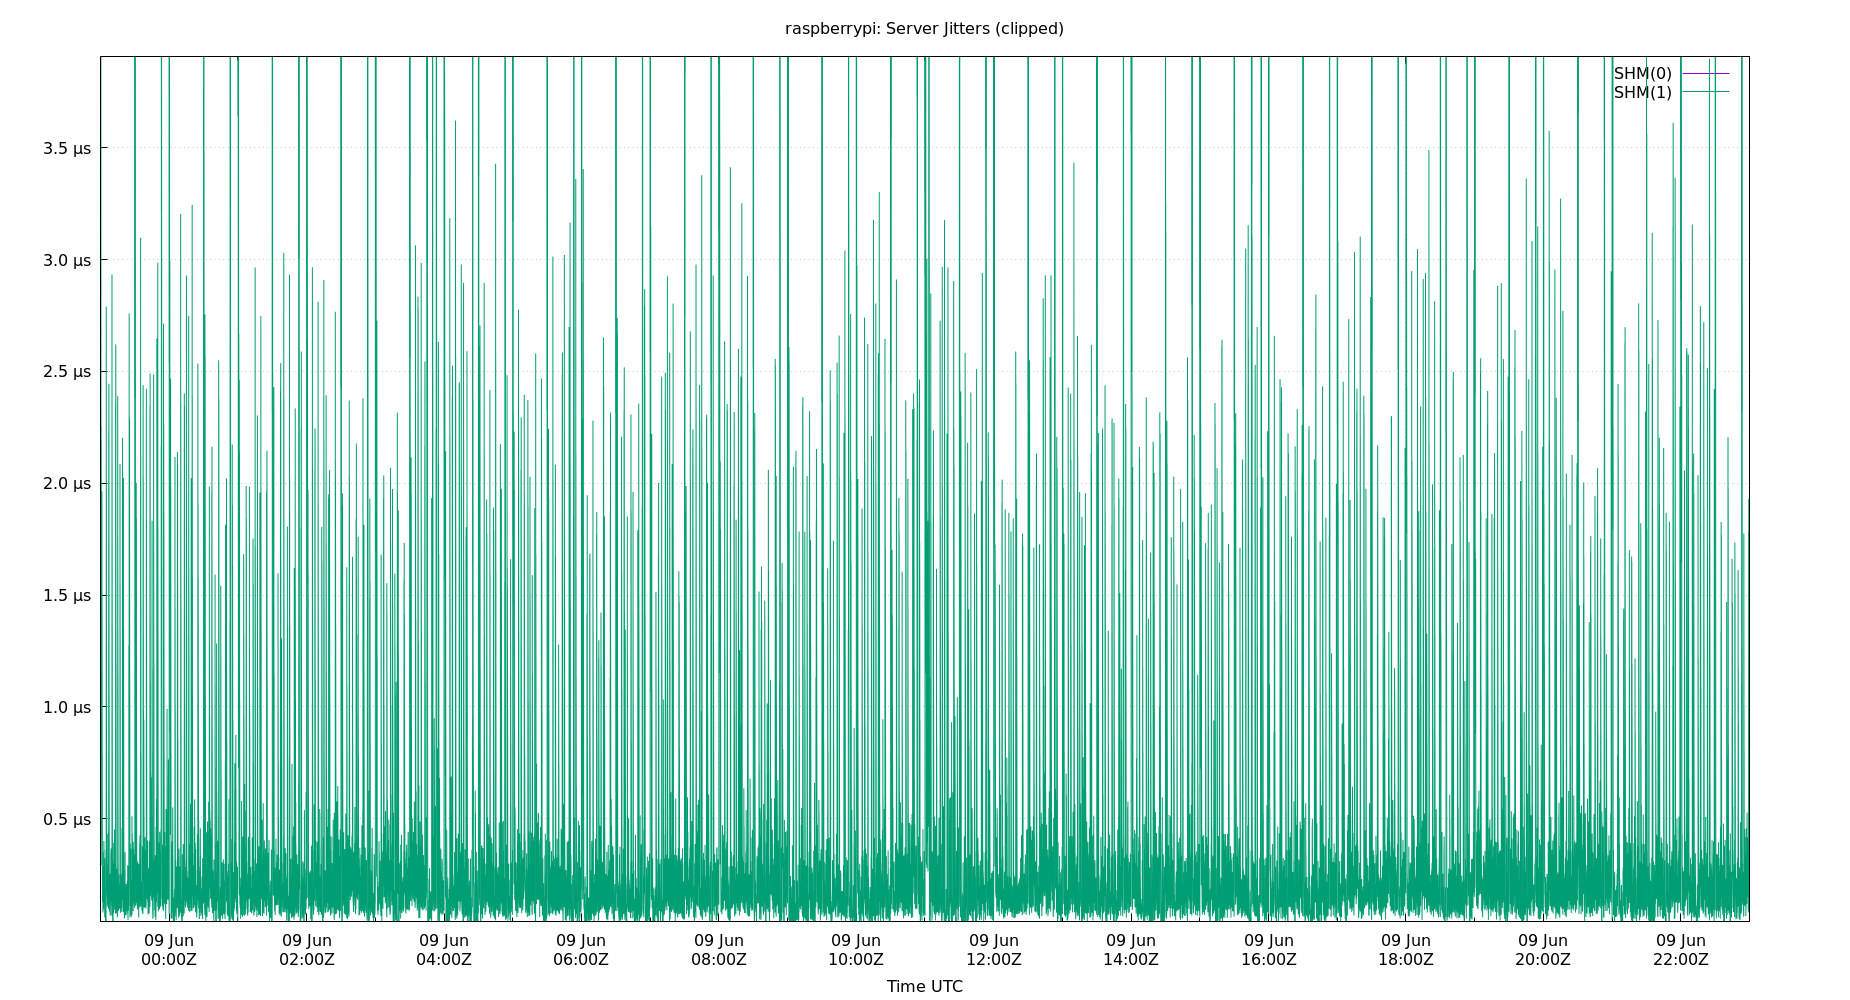 raspberrypi: Server Jitters (clipped)
SHM(0)
SHM(1)
3.5 µs
3.0 µs
2.5 µs
2.0 µs
1.5 µs
1.0 µs
0.5 µs
09 Jun 09 Jun 09 Jun 09 Jun 09 Jun 09 Jun 09 Jun 09 Jun 09 Jun 09 Jun 09 Jun 09 Jun
00:00Z 02:00Z 04:00Z 06:00Z 08:00Z 10:00Z 12:00Z 14:00Z 16:00Z 18:00Z 20:00Z 22:00Z
Time UTC